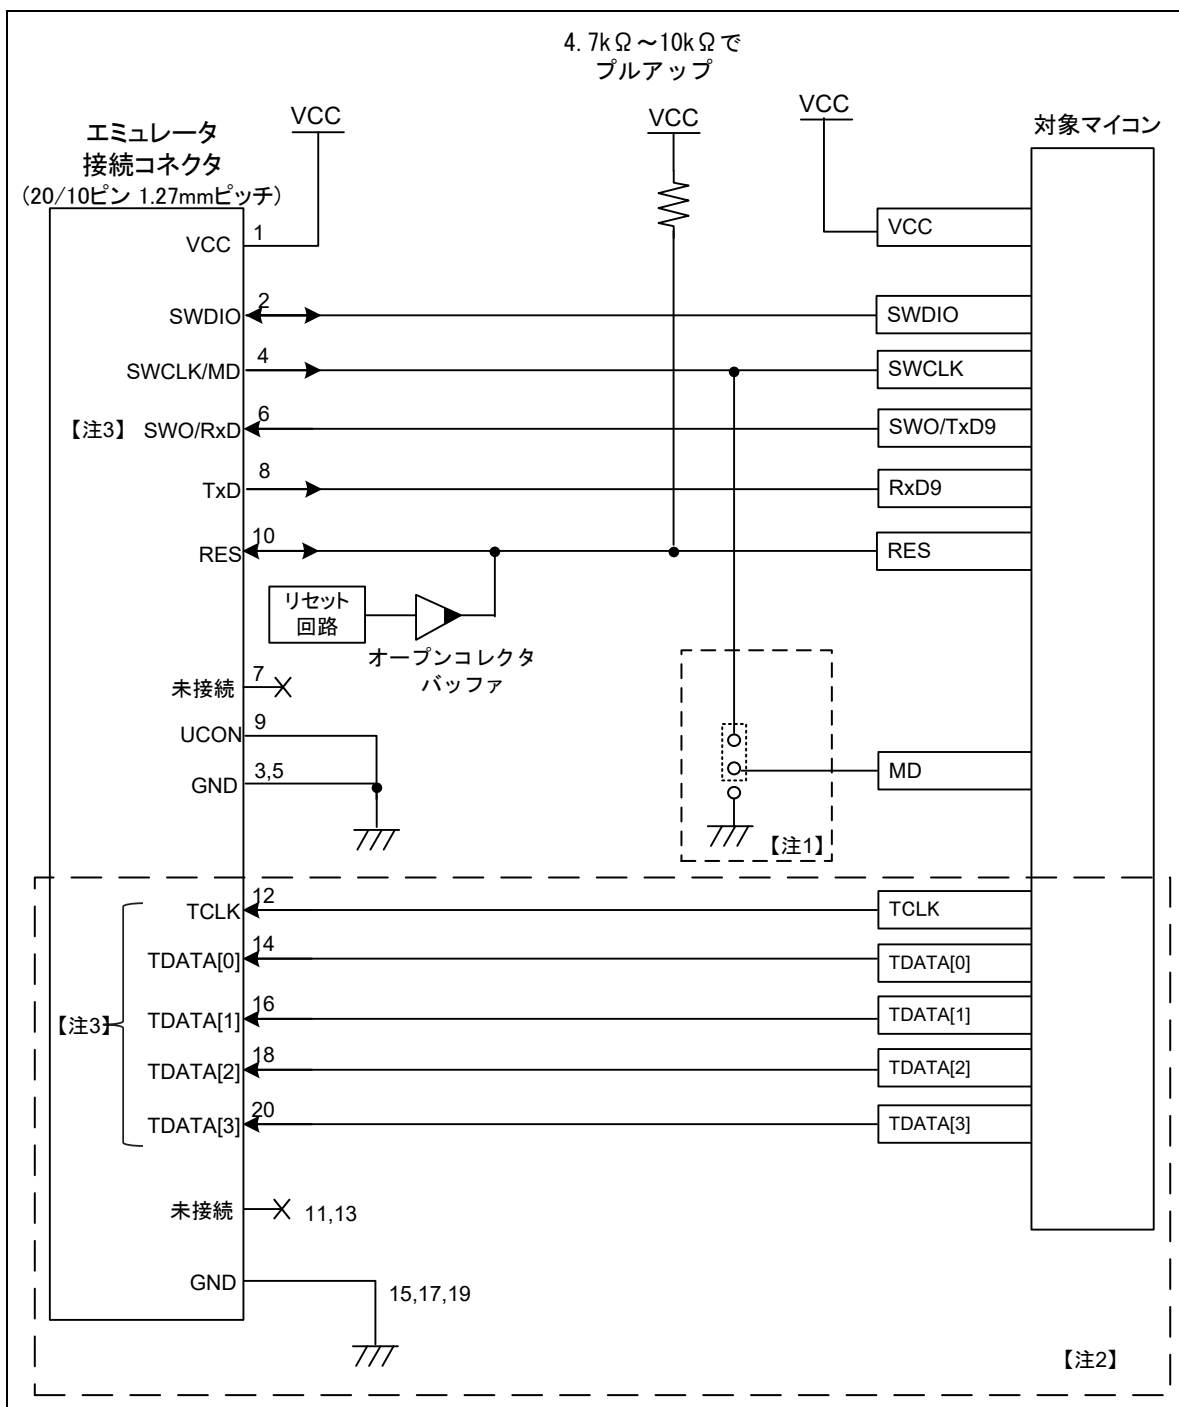 4. 7kΩ～10kΩで
プルアップ
VCC
VCC
VCC
エミュレータ
接続コネクタ
(20/10ピン 1.27mmピッチ)
対象マイコン
VCC
1
VCC
SWDIO
2
SWDIO
SWCLK/MD
4
SWCLK
【注3】 SWO/RxD
6
SWO/TxD9
TxD
8
RxD9
RES
10
RES
リセット
回路
オープンコレクタ
バッファ
未接続
7
UCON
9
GND
3,5
MD
【注1】
TCLK
12
TCLK
TDATA[0]
14
TDATA[0]
【注3】
TDATA[1]
16
TDATA[1]
TDATA[2]
18
TDATA[2]
TDATA[3]
20
TDATA[3]
未接続
11,13
GND
15,17,19
【注2】